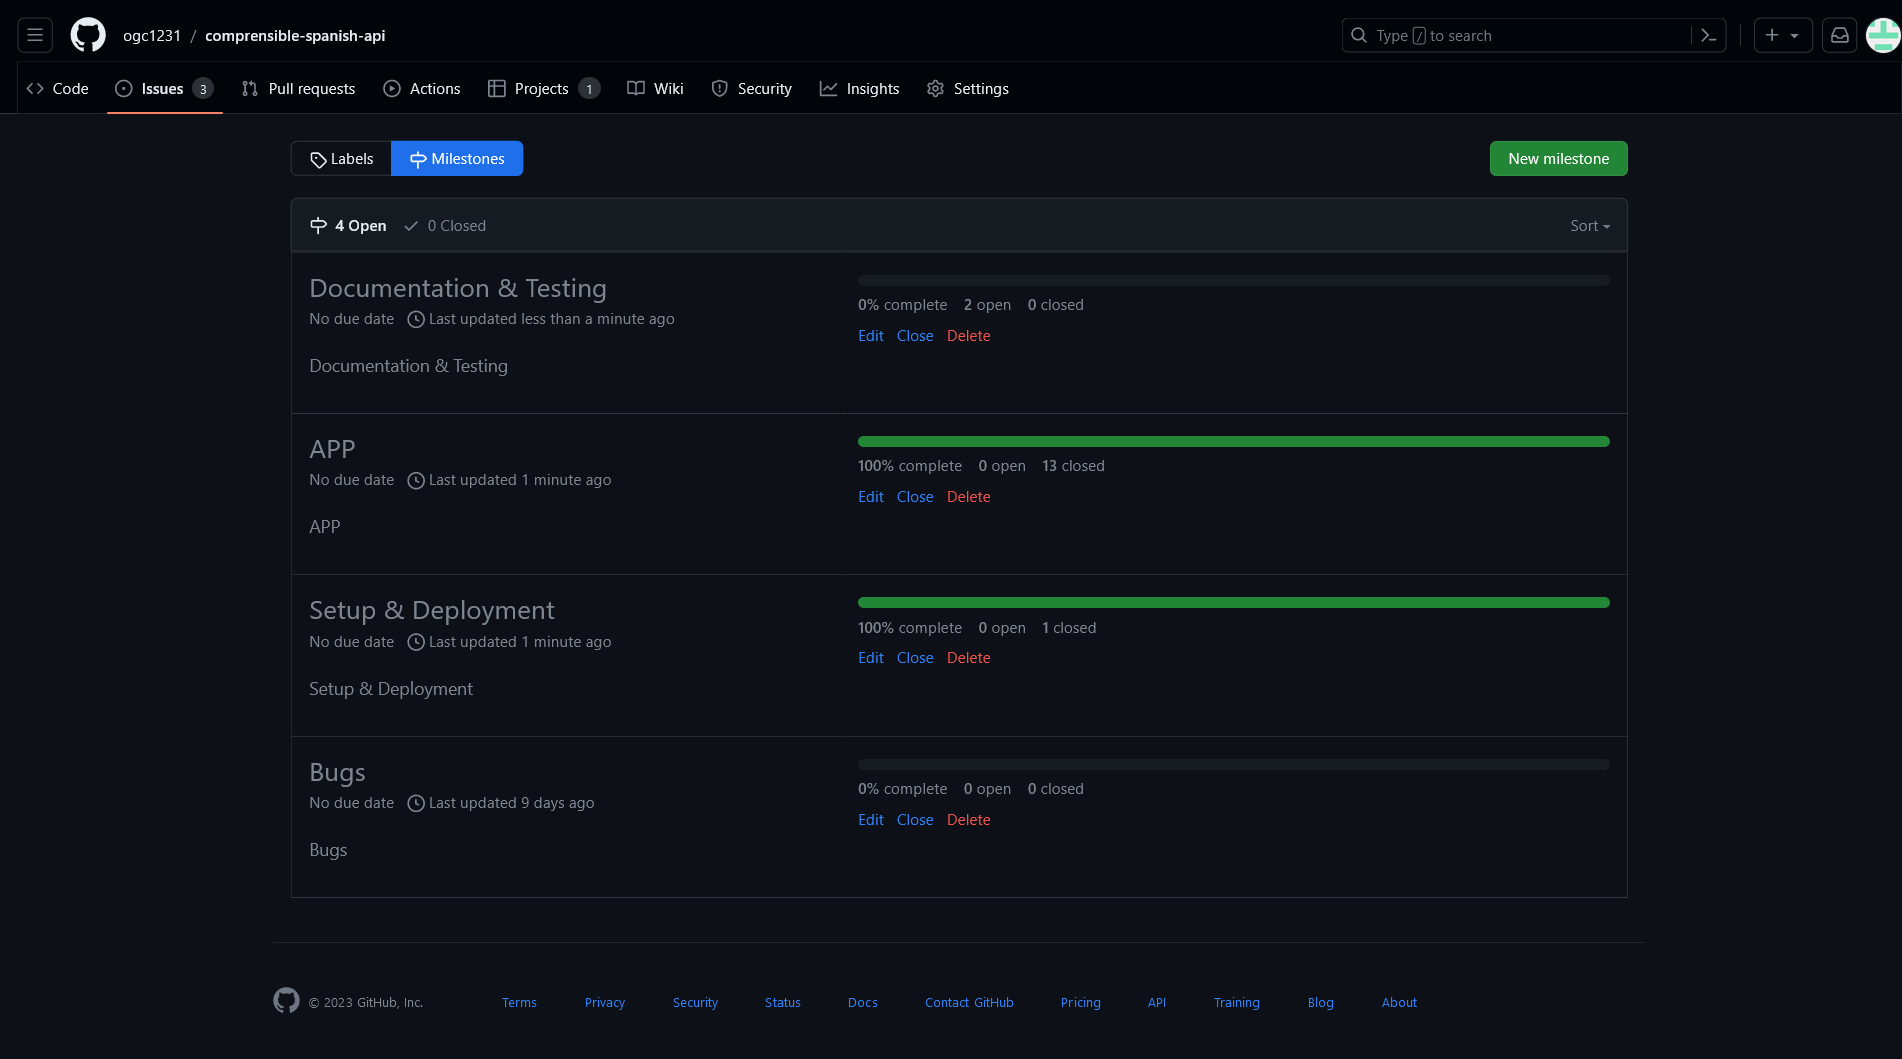 ogc1231 / comprensible-spanish-api
Type / to search
Code
Issues 3
Pull requests
Actions
Projects 1
Wiki
Security
Insights
Settings
Labels
Milestones
New milestone
4 Open
0 Closed
Sort
Documentation & Testing
No due date Last updated less than a minute ago
Documentation & Testing
0% complete 2 open 0 closed
Edit Close Delete
APP
No due date Last updated 1 minute ago
APP
100% complete 0 open 13 closed
Edit Close Delete
Setup & Deployment
No due date Last updated 1 minute ago
Setup & Deployment
100% complete 0 open 1 closed
Edit Close Delete
Bugs
No due date Last updated 9 days ago
Bugs
0% complete 0 open 0 closed
Edit Close Delete
© 2023 GitHub, Inc.
Terms
Privacy
Security
Status
Docs
Contact GitHub
Pricing
API
Training
Blog
About